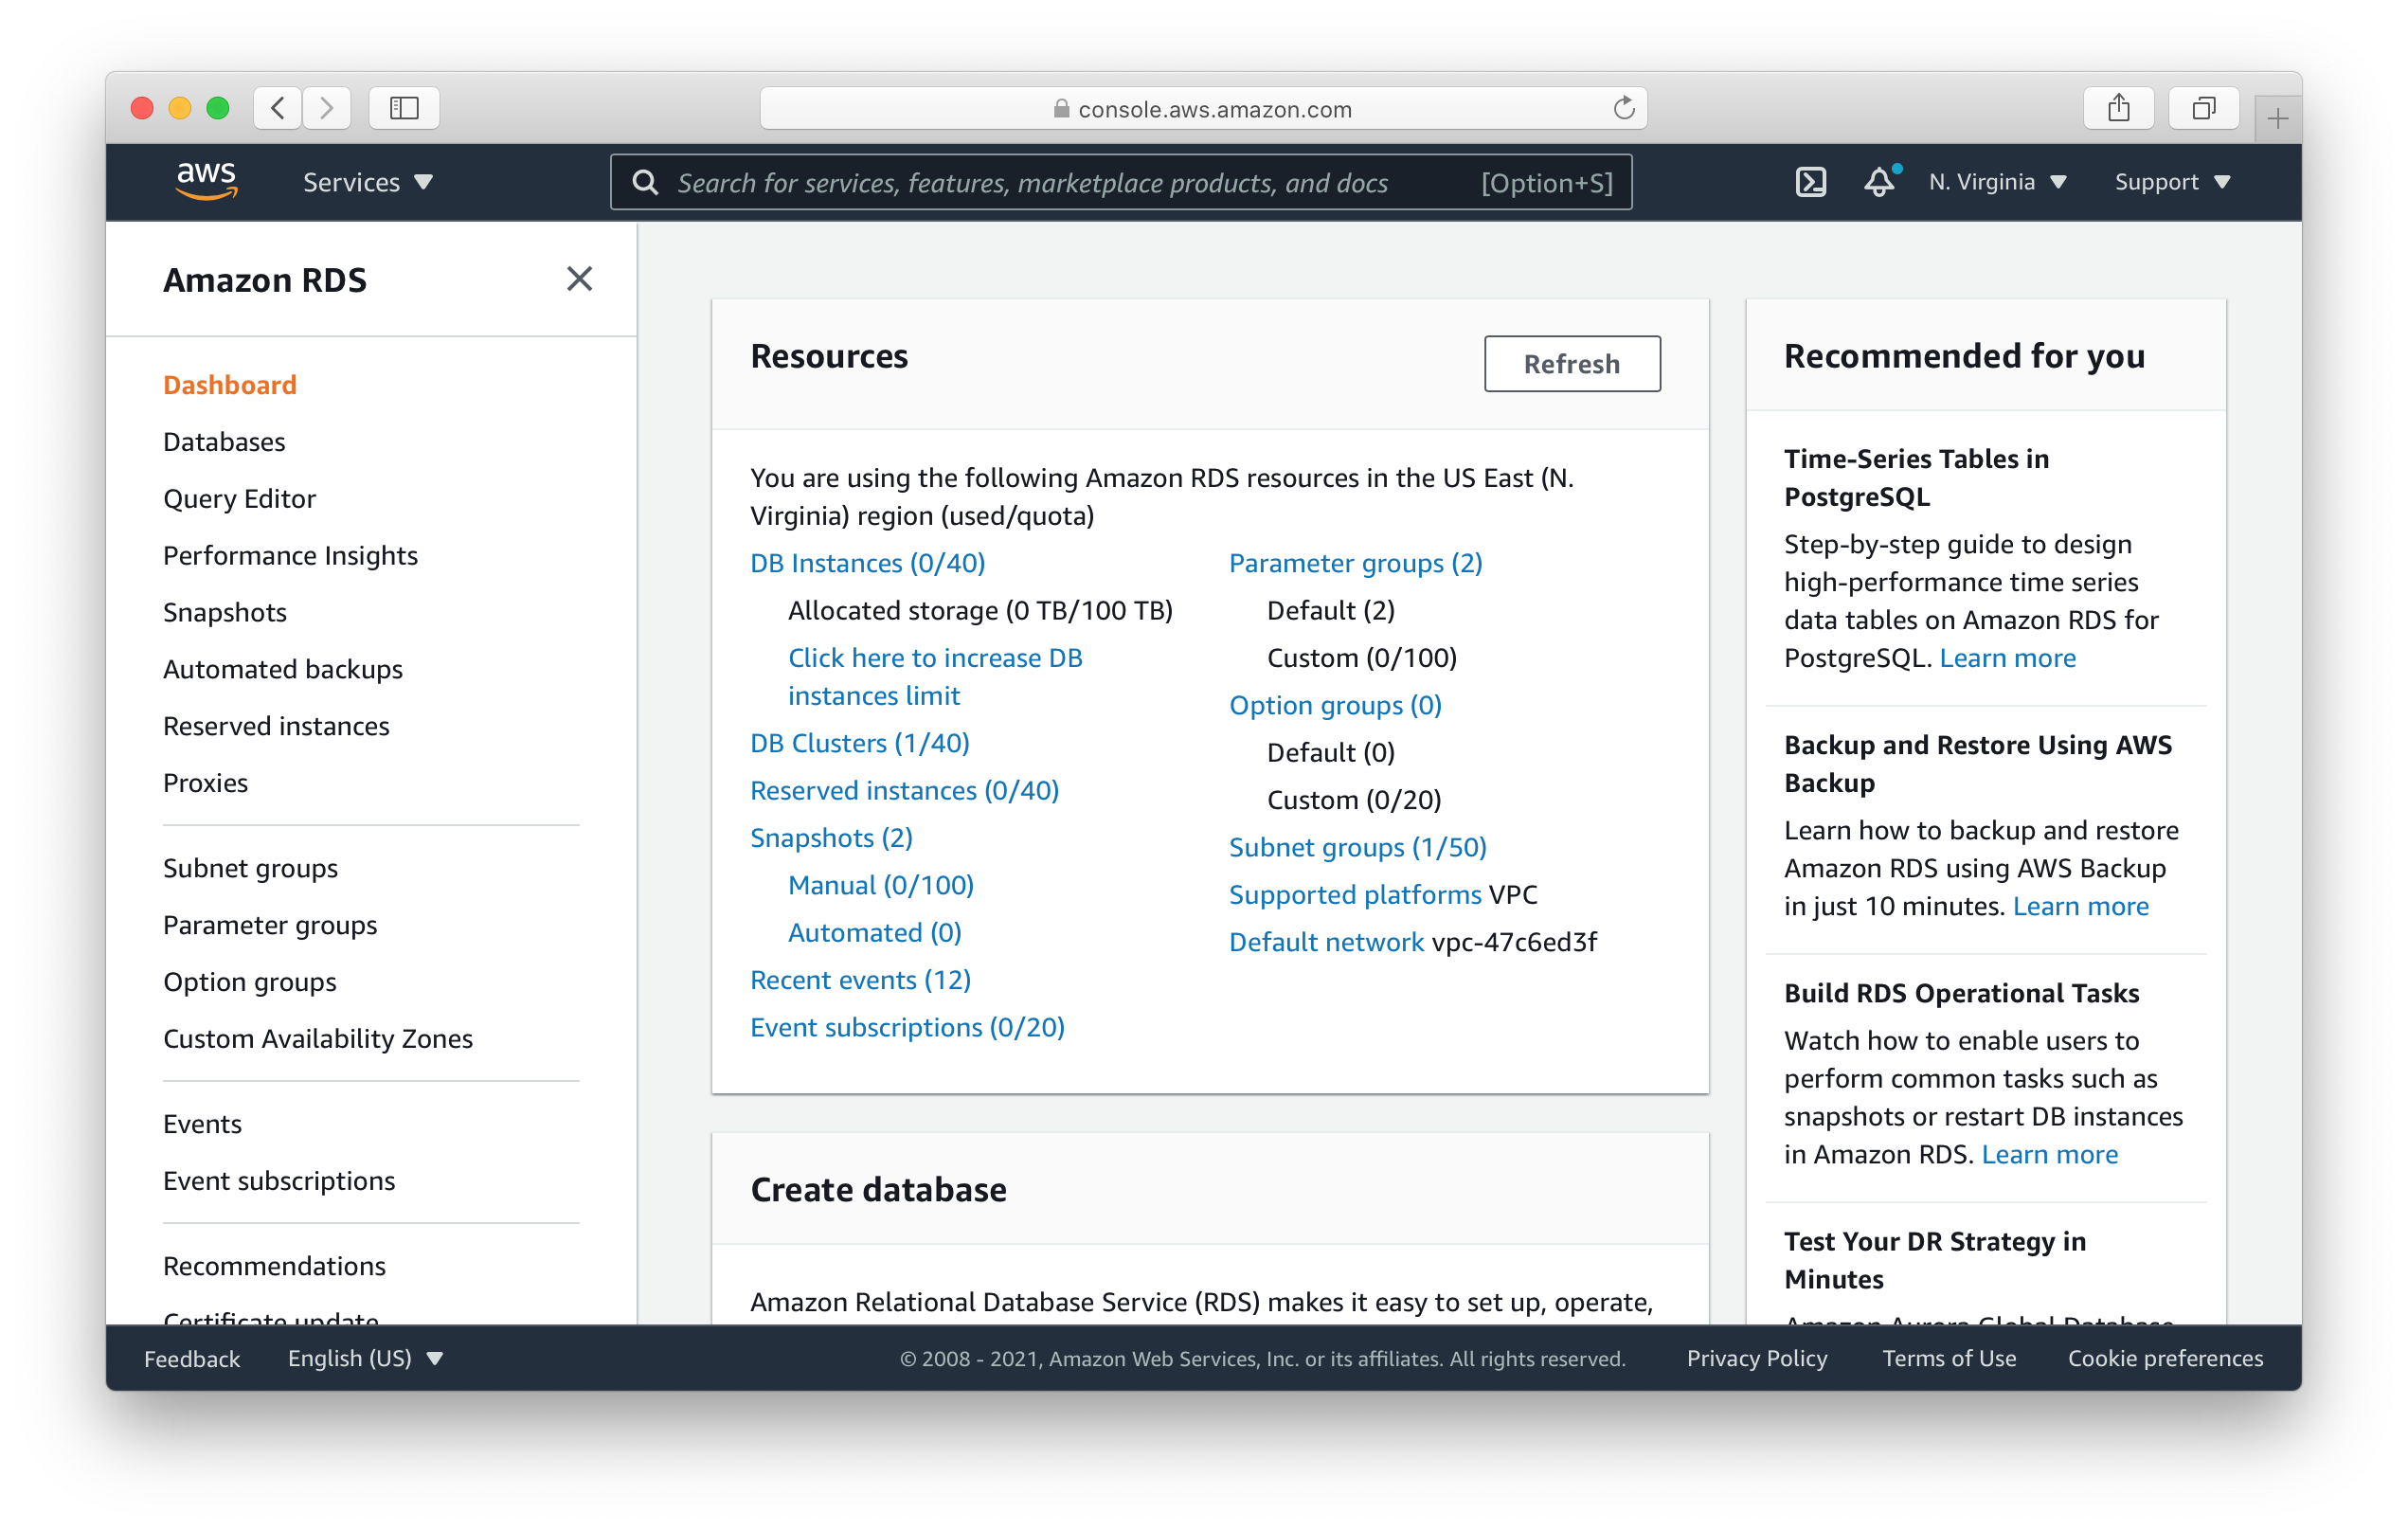 console.aws.amazon.com
aws
Services
Search for services, features, marketplace products, and docs
[Option+S]
N. Virginia
Support
Amazon RDS
Dashboard
Databases
Query Editor
Performance Insights
Snapshots
Automated backups
Reserved instances
Proxies
Subnet groups
Parameter groups
Option groups
Custom Availability Zones
Events
Event subscriptions
Recommendations
Certificate update
Resources
Refresh
You are using the following Amazon RDS resources in the US East (N.
Virginia) region (used/quota)
DB Instances (0/40)
Allocated storage (0 TB/100 TB)
Click here to increase DB
instances limit
DB Clusters (1/40)
Reserved instances (0/40)
Snapshots (2)
Manual (0/100)
Automated (0)
Recent events (12)
Event subscriptions (0/20)
Parameter groups (2)
Default (2)
Custom (0/100)
Option groups (0)
Default (0)
Custom (0/20)
Subnet groups (1/50)
Supported platforms VPC
Default network vpc-47c6ed3f
Create database
Amazon Relational Database Service (RDS) makes it easy to set up, operate,
Recommended for you
Time-Series Tables in
PostgreSQL
Step-by-step guide to design
high-performance time series
data tables on Amazon RDS for
PostgreSQL. Learn more
Backup and Restore Using AWS
Backup
Learn how to backup and restore
Amazon RDS using AWS Backup
in just 10 minutes. Learn more
Build RDS Operational Tasks
Watch how to enable users to
perform common tasks such as
snapshots or restart DB instances
in Amazon RDS. Learn more
Test Your DR Strategy in
Minutes
Amazon Aurora Global Database
Feedback
English (US)
© 2008 - 2021, Amazon Web Services, Inc. or its affiliates. All rights reserved.
Privacy Policy
Terms of Use
Cookie preferences